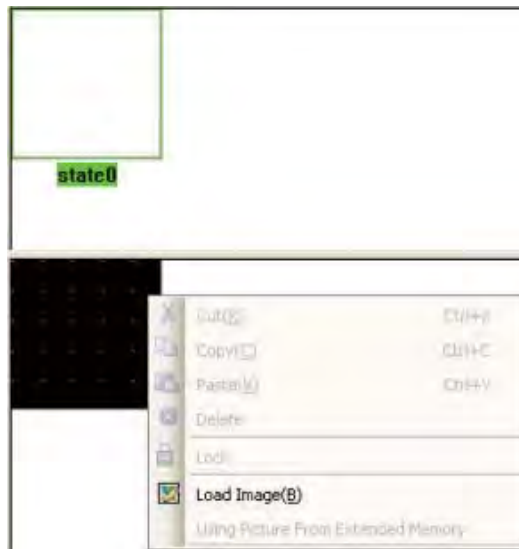 state0
Cut(X) Ctrl+X
Copy(C) Ctrl+C
Paste(V) Ctrl+V
Delete
Lock
Load Image(B)
Using Picture From Extended Memory